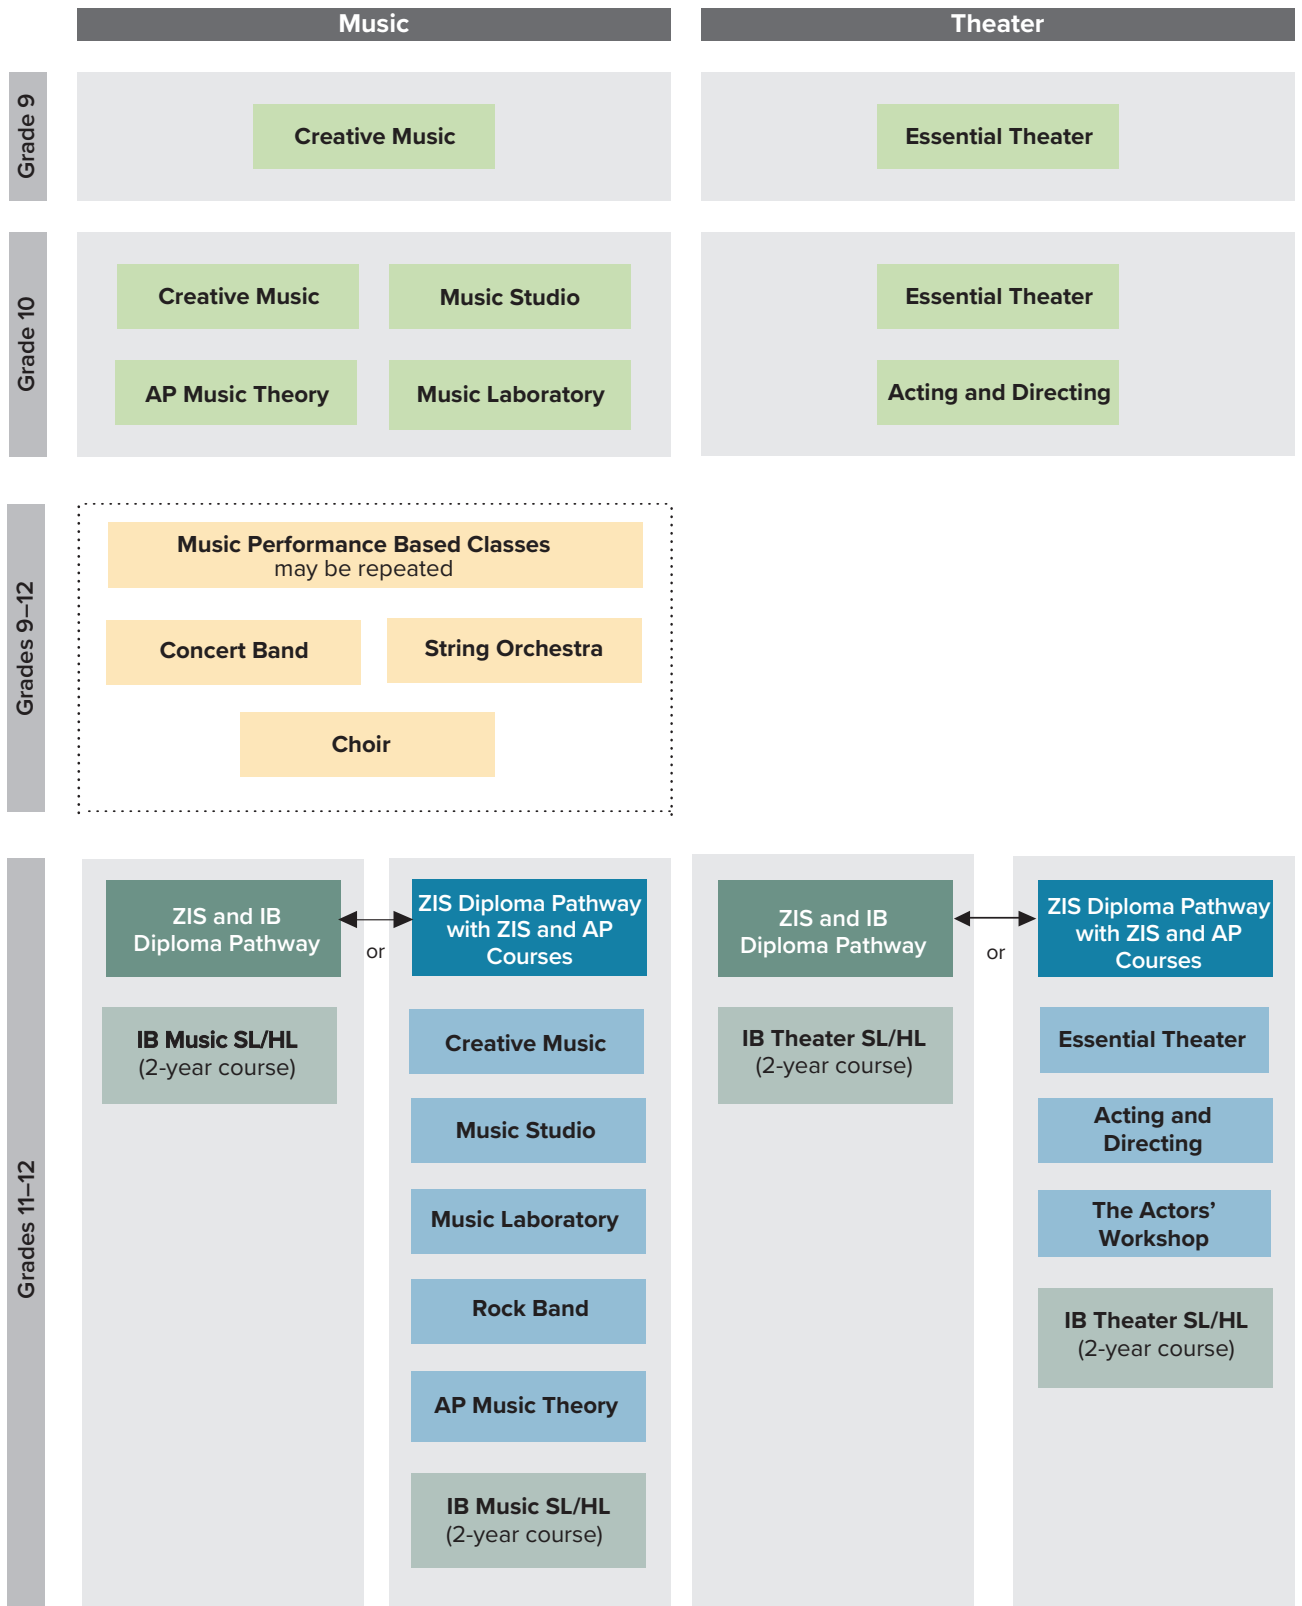 Music
Theater
Grade 9
Creative Music
Essential Theater
Grade 10
Creative Music
Music Studio
AP Music Theory
Music Laboratory
Essential Theater
Acting and Directing
Grades 9–12
Music Performance Based Classes
may be repeated
Concert Band
String Orchestra
Choir
Grades 11–12
ZIS and IB
Diploma Pathway
or
ZIS Diploma Pathway
with ZIS and AP
Courses
IB Music SL/HL
(2-year course)
Creative Music
Music Studio
Music Laboratory
Rock Band
AP Music Theory
IB Music SL/HL
(2-year course)
ZIS and IB
Diploma Pathway
or
ZIS Diploma Pathway
with ZIS and AP
Courses
IB Theater SL/HL
(2-year course)
Essential Theater
Acting and
Directing
The Actors’
Workshop
IB Theater SL/HL
(2-year course)